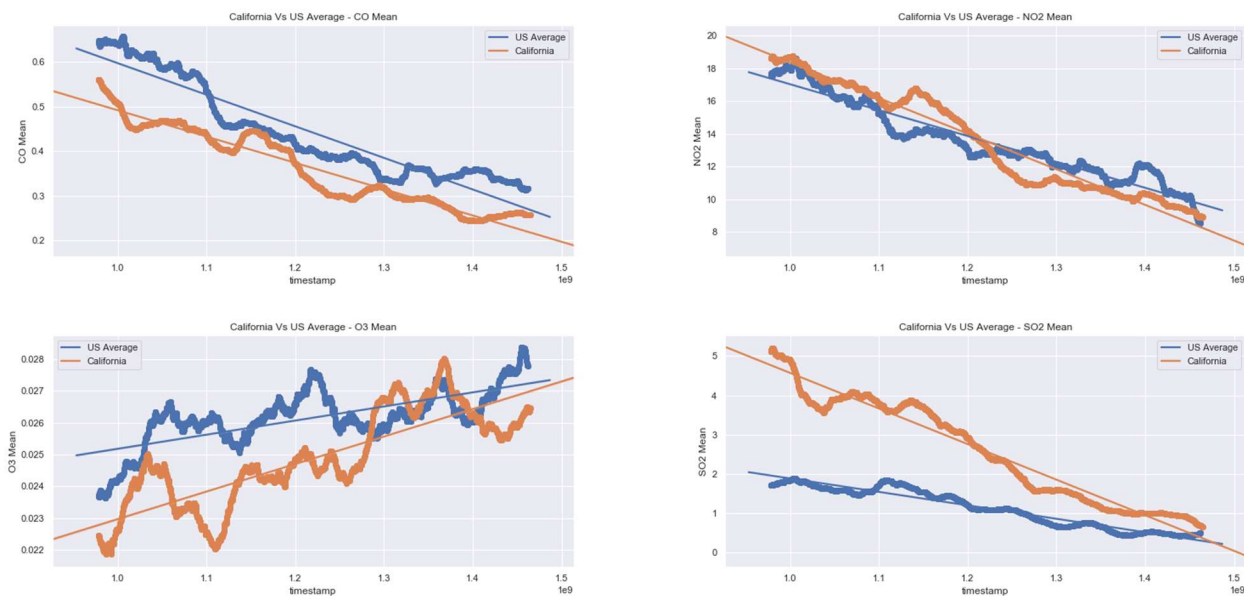 California Vs US Average - CO Mean
US Average
California
0.6
0.5
0.4
0.3
0.2
CO Mean
1.0
1.1
1.2
1.3
1.4
1.5
1e9
timestamp
California Vs US Average - NO2 Mean
US Average
California
20
18
16
14
12
10
8
NO2 Mean
1.0
1.1
1.2
1.3
1.4
1.5
1e9
timestamp
California Vs US Average - O3 Mean
US Average
California
0.028
0.027
0.026
0.025
0.024
0.023
0.022
O3 Mean
1.0
1.1
1.2
1.3
1.4
1.5
1e9
timestamp
California Vs US Average - SO2 Mean
US Average
California
5
4
3
2
1
0
SO2 Mean
1.0
1.1
1.2
1.3
1.4
1.5
1e9
timestamp